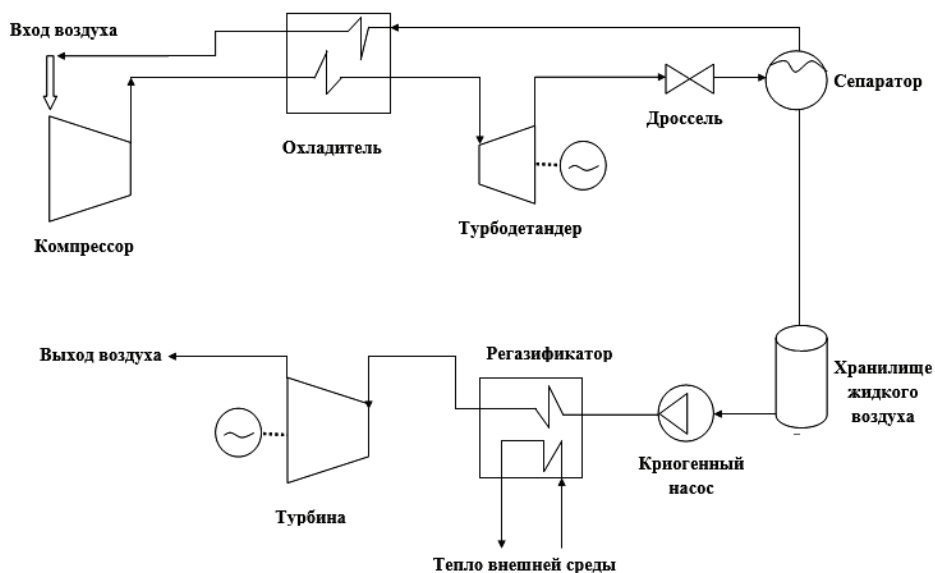 Вход воздуха
Сепаратор
Дроссель
Охладитель
Турбодетандер
Компрессор
Выход воздуха
Регазификатор
Хранилище
жидкого
воздуха
Криогенный
насос
Турбина
Тепло внешней среды